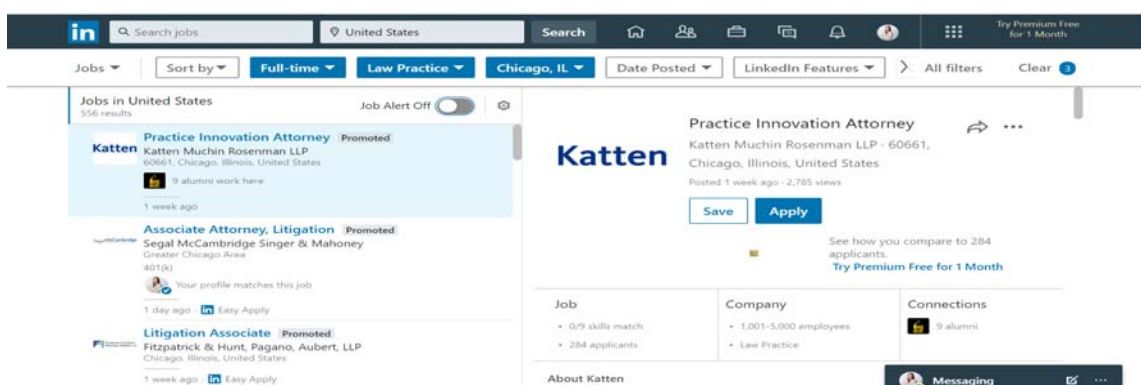 in Search jobs United States Search Try Premium Free
for 1 Month
Jobs Sort by Full-time Law Practice Chicago, IL Date Posted LinkedIn Features All filters Clear 3
Jobs in United States Job Alert Off
556 results
Practice Innovation Attorney Promoted
Katten Katten Muchin Rosenman LLP
60661, Chicago, Illinois, United States
9 alumni work here
1 week ago
Associate Attorney, Litigation Promoted
Segal McCambridge Singer & Mahoney
Greater Chicago Area
401(k)
Your profile matches this job
1 day ago · in Easy Apply
Litigation Associate Promoted
Fitzpatrick & Hunt, Pagano, Aubert, LLP
Chicago, Illinois, United States
1 week ago · in Easy Apply
Katten
Practice Innovation Attorney
Katten Muchin Rosenman LLP · 60661,
Chicago, Illinois, United States
Posted 1 week ago · 2,785 views
Save Apply
See how you compare to 284
applicants.
Try Premium Free for 1 Month
Job Company Connections
• 0/9 skills match • 1,001-5,000 employees 9 alumni
• 284 applicants • Law Practice
About Katten
Messaging